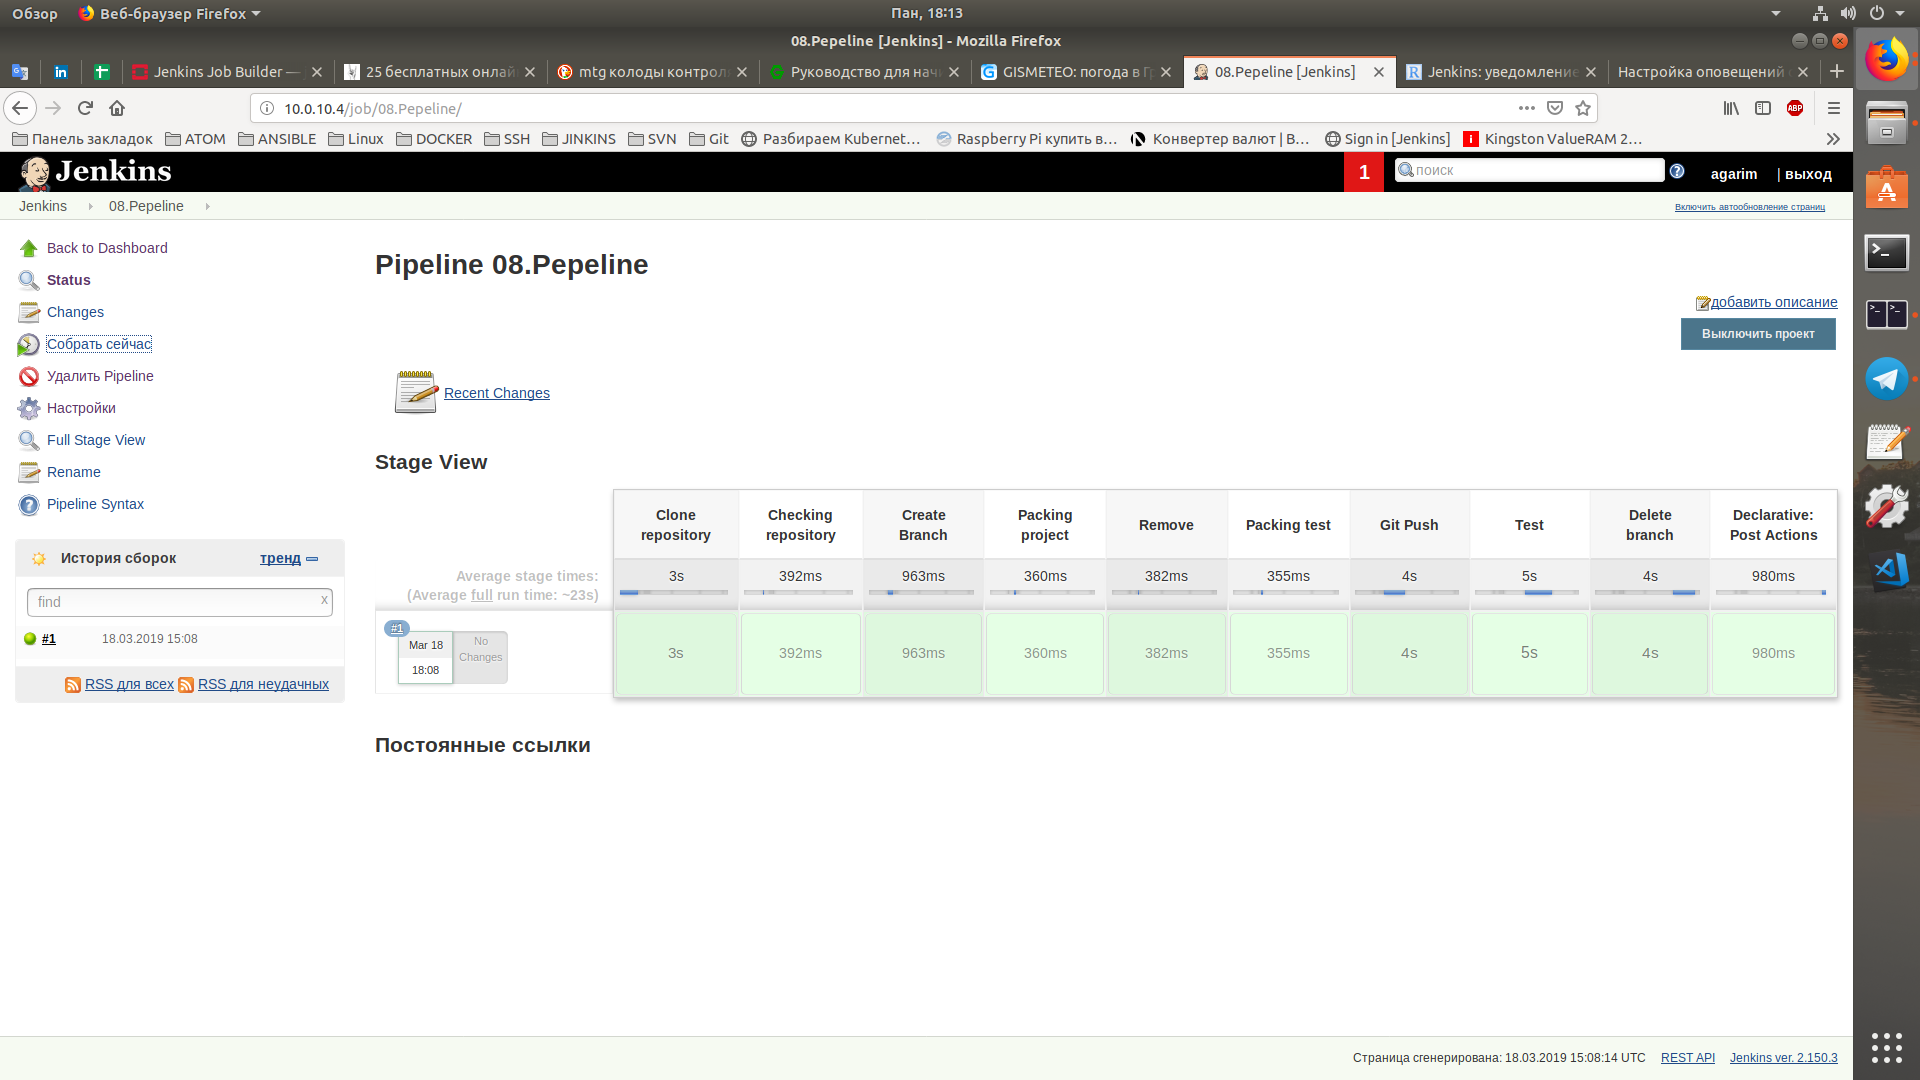 Обзор
Веб-браузер Firefox
Пан, 18:13
08.Pepeline [Jenkins] - Mozilla Firefox
Jenkins Job Builder —
25 бесплатных онлай
mtg колоды контрол
Руководство для нач
GISMETEO: погода в Г
08.Pepeline [Jenkins]
Jenkins: уведомление
Настройка оповещений
10.0.10.4/job/08.Pepeline/
ABP
Панель закладок
ATOM
ANSIBLE
Linux
DOCKER
SSH
JINKINS
SVN
Git
Разбираем Kubernet…
Raspberry Pi купить в…
Конвертер валют | B…
Sign in [Jenkins]
Kingston ValueRAM 2…
Jenkins
1
поиск
agarim
| выход
Jenkins
08.Pepeline
Включить автообновление страниц
Back to Dashboard
Status
Changes
Собрать сейчас
Удалить Pipeline
Настройки
Full Stage View
Rename
Pipeline Syntax
История сборок
тренд
find
x
#1
18.03.2019 15:08
RSS для всех
RSS для неудачных
Pipeline 08.Pepeline
добавить описание
Выключить проект
Recent Changes
Stage View
Clone repository
Checking repository
Create Branch
Packing project
Remove
Packing test
Git Push
Test
Delete branch
Declarative: Post Actions
Average stage times:
(Average full run time: ~23s)
3s
392ms
963ms
360ms
382ms
355ms
4s
5s
4s
980ms
#1
Mar 18
18:08
No Changes
3s
392ms
963ms
360ms
382ms
355ms
4s
5s
4s
980ms
Постоянные ссылки
Страница сгенерирована: 18.03.2019 15:08:14 UTC
REST API
Jenkins ver. 2.150.3